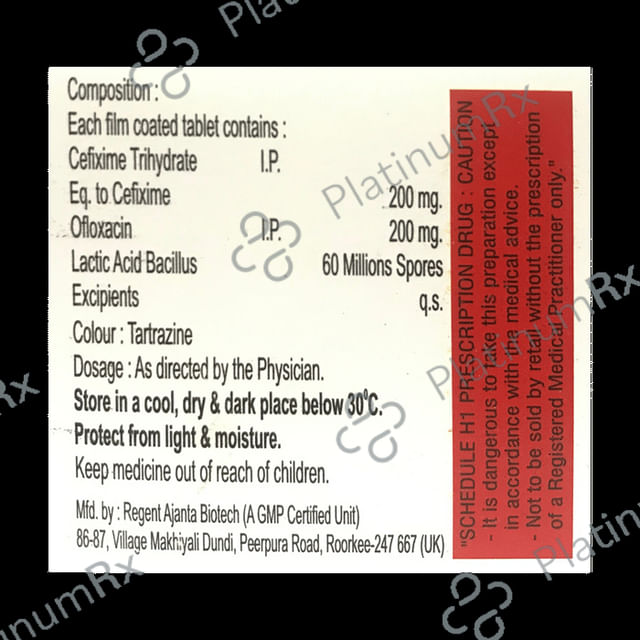 Composition :
Each film coated tablet contains :
Cefixime Trihydrate I.P.
Eq. to Cefixime 200 mg.
Ofloxacin I.P. 200 mg.
Lactic Acid Bacillus 60 Millions Spores
Excipients q.s.
Colour : Tartrazine
Dosage : As directed by the Physician.
Store in a cool, dry & dark place below 30°C.
Protect from light & moisture.
Keep medicine out of reach of children.
Mfd. by : Regent Ajanta Biotech (A GMP Certified Unit)
86-87, Village Makhiyali Dundi, Peerpura Road, Roorkee-247 667 (UK)
"SCHEDULE H1 PRESCRIPTION DRUG : CAUTION
- It is dangerous to take this preparation except
in accordance with the medical advice.
- Not to be sold by retail without the prescription
of a Registered Medical Practitioner only."
PlatinumRx
PlatinumRx
PlatinumRx
PlatinumRx
PlatinumRx